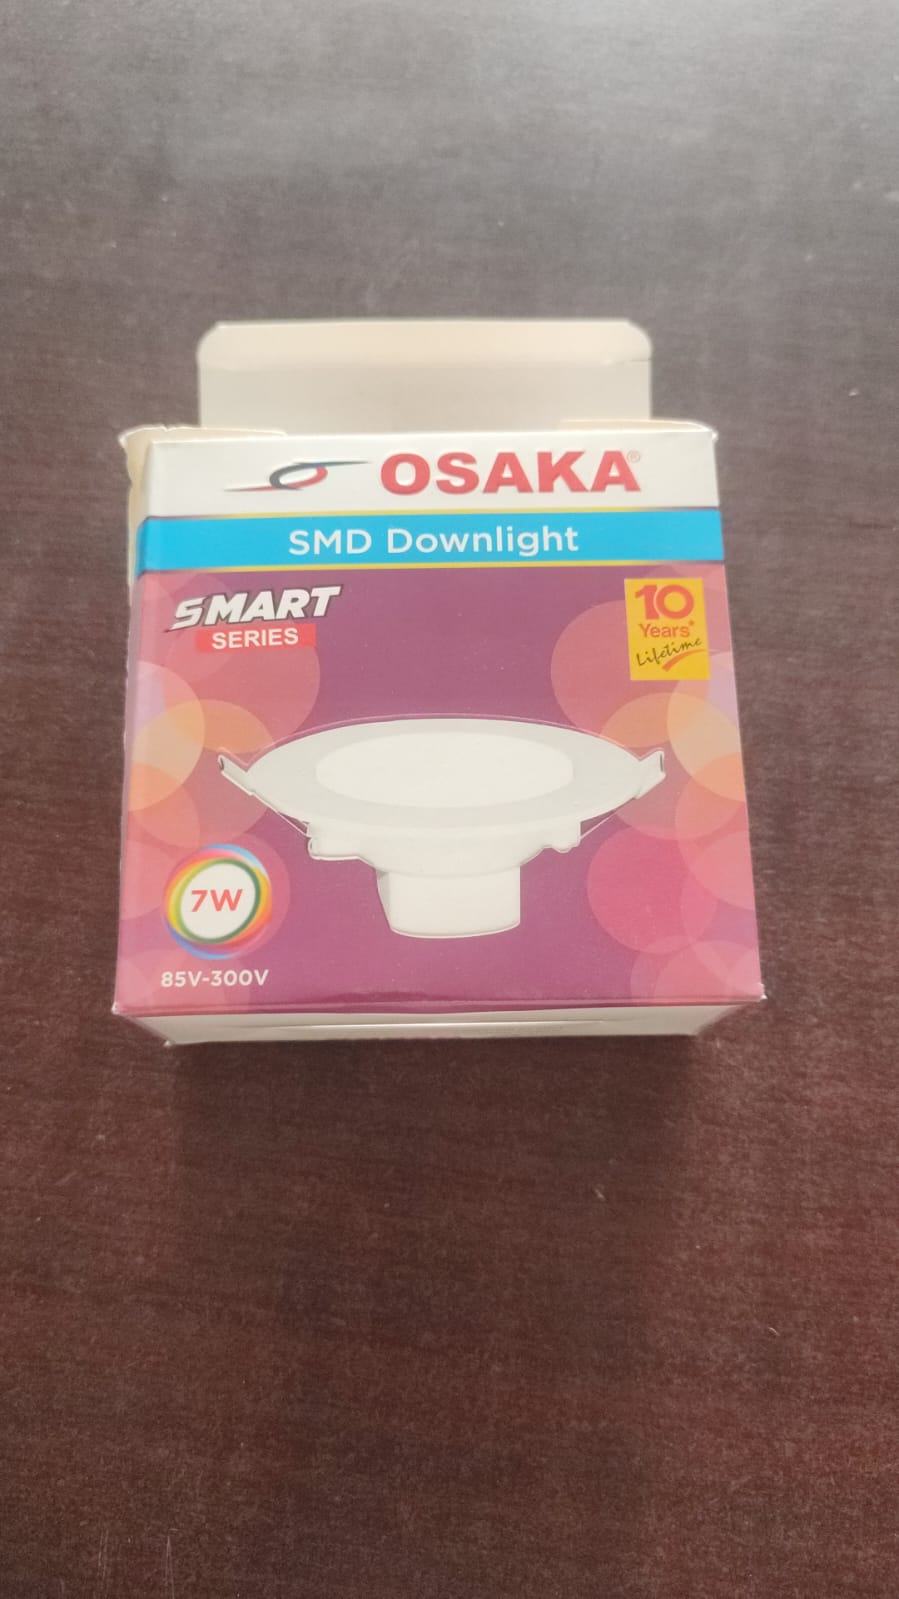 OSAKA®
SMD Downlight
SMART
SERIES
10
Years*
Lifetime
7W
85V-300V